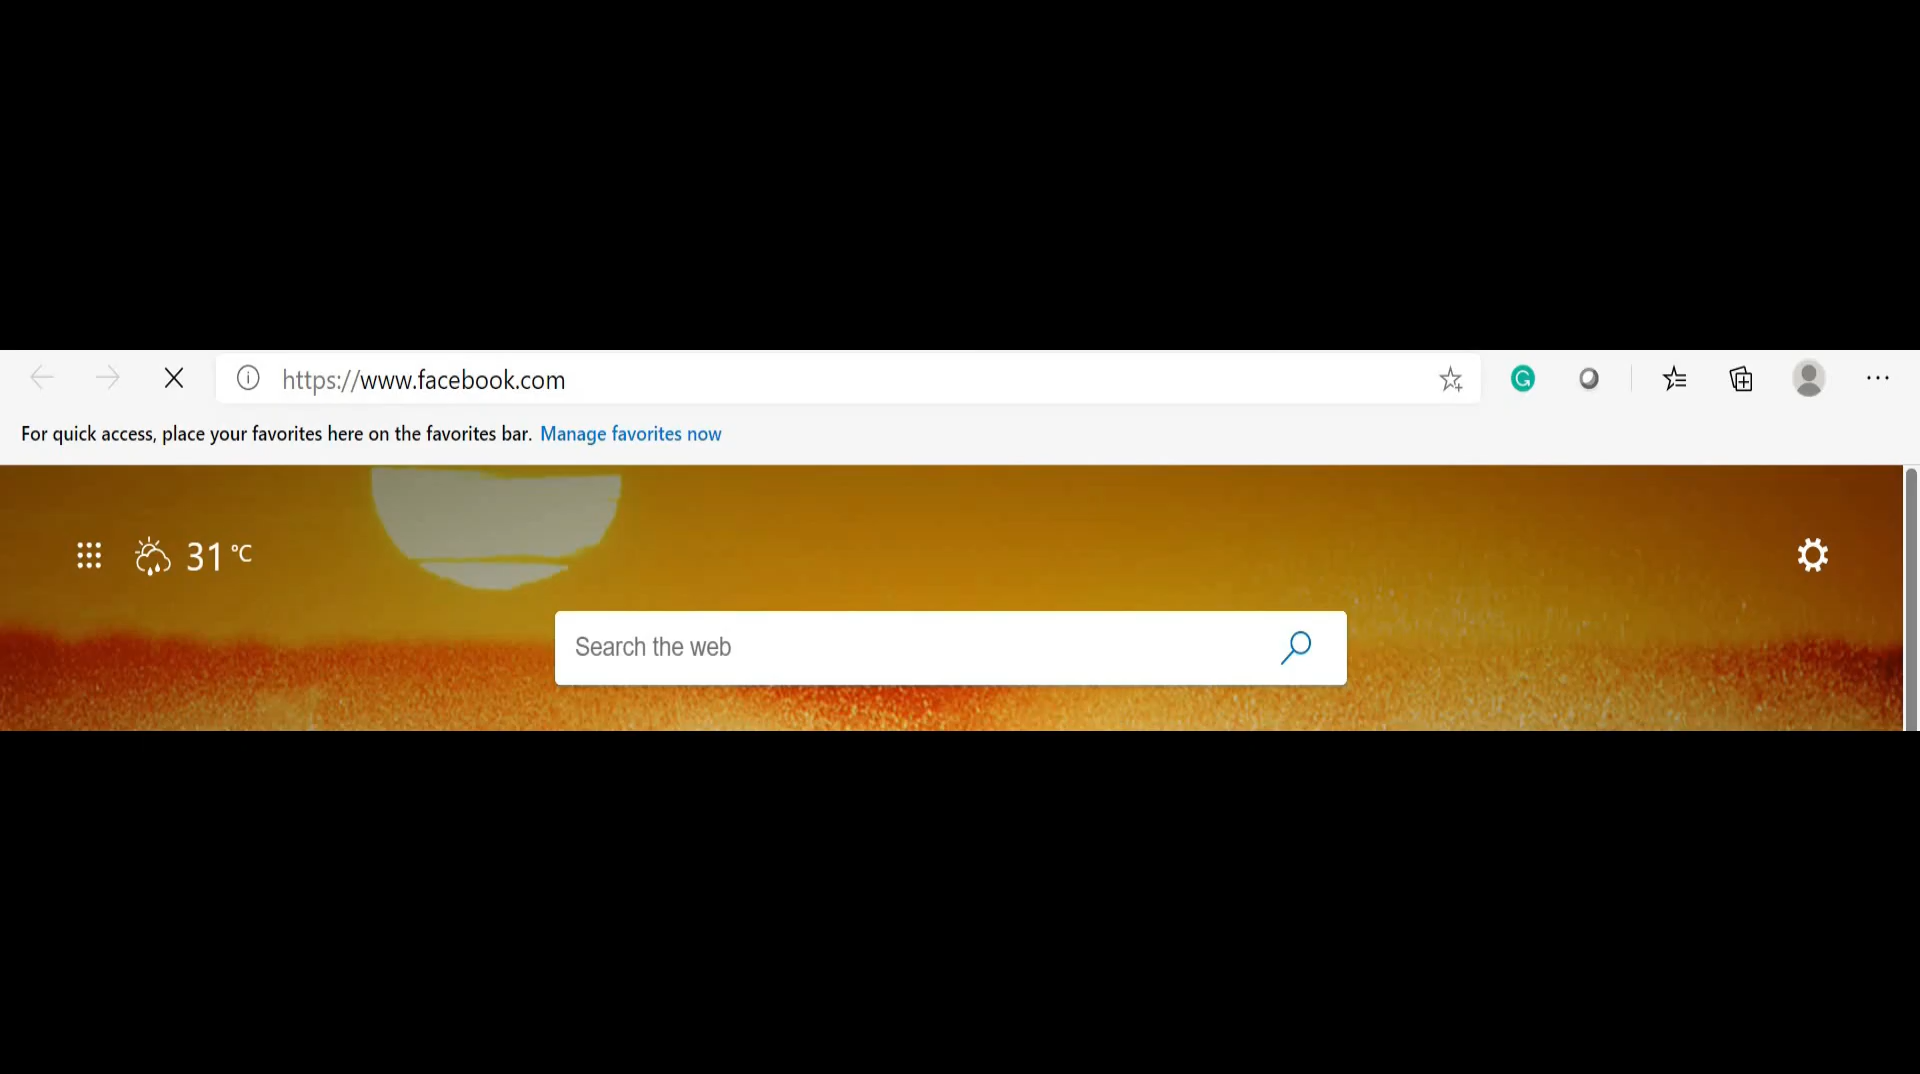 https://www.facebook.com
For quick access, place your favorites here on the favorites bar. Manage favorites now
31 °C
Search the web